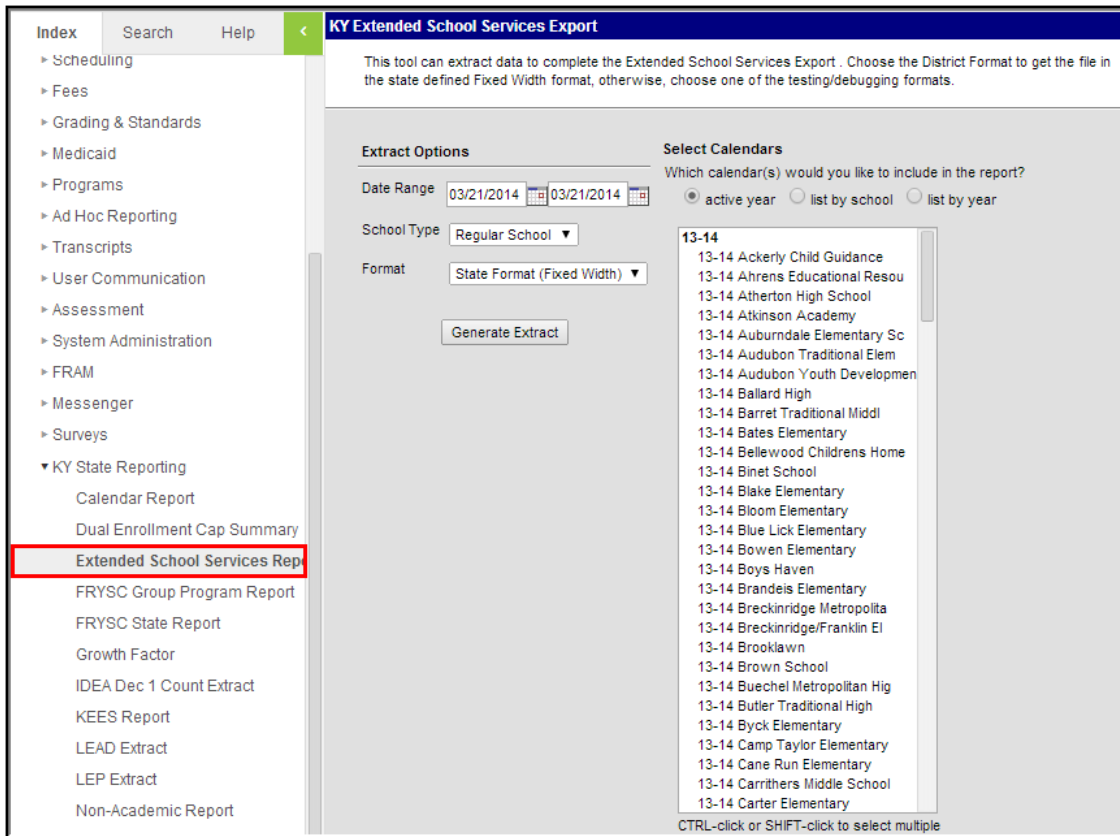 Index Search Help
Scheduling
Fees
Grading & Standards
Medicaid
Programs
Ad Hoc Reporting
Transcripts
User Communication
Assessment
System Administration
FRAM
Messenger
Surveys
KY State Reporting
Calendar Report
Dual Enrollment Cap Summary
Extended School Services Repo
FRYSC Group Program Report
FRYSC State Report
Growth Factor
IDEA Dec 1 Count Extract
KEES Report
LEAD Extract
LEP Extract
Non-Academic Report
KY Extended School Services Export
This tool can extract data to complete the Extended School Services Export . Choose the District Format to get the file in
the state defined Fixed Width format, otherwise, choose one of the testing/debugging formats.
Extract Options
Date Range 03/21/2014 03/21/2014
School Type Regular School
Format State Format (Fixed Width)
Generate Extract
Select Calendars
Which calendar(s) would you like to include in the report?
active year list by school list by year
13-14
13-14 Ackerly Child Guidance
13-14 Ahrens Educational Resou
13-14 Atherton High School
13-14 Atkinson Academy
13-14 Auburndale Elementary Sc
13-14 Audubon Traditional Elem
13-14 Audubon Youth Developmen
13-14 Ballard High
13-14 Barret Traditional Middl
13-14 Bates Elementary
13-14 Bellewood Childrens Home
13-14 Binet School
13-14 Blake Elementary
13-14 Bloom Elementary
13-14 Blue Lick Elementary
13-14 Bowen Elementary
13-14 Boys Haven
13-14 Brandeis Elementary
13-14 Breckinridge Metropolita
13-14 Breckinridge/Franklin El
13-14 Brooklawn
13-14 Brown School
13-14 Buechel Metropolitan Hig
13-14 Butler Traditional High
13-14 Byck Elementary
13-14 Camp Taylor Elementary
13-14 Cane Run Elementary
13-14 Carrithers Middle School
13-14 Carter Elementary
CTRL-click or SHIFT-click to select multiple